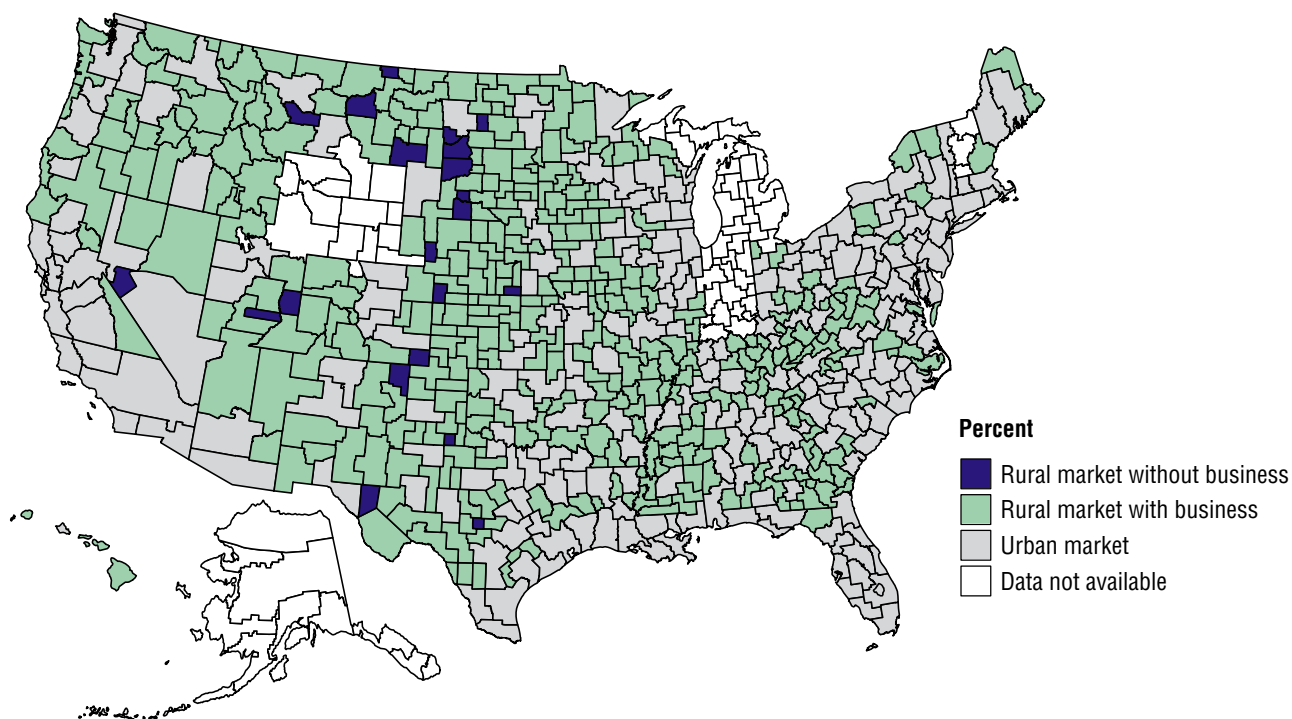 Percent
Rural market without business
Rural market with business
Urban market
Data not available